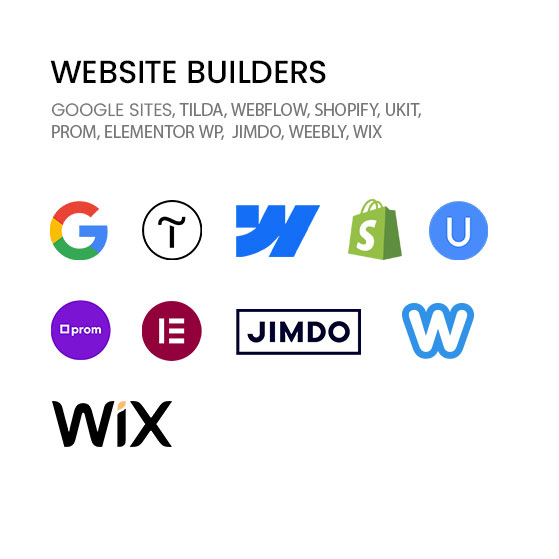 WEBSITE BUILDERS
GOOGLE SITES, TILDA, WEBFLOW, SHOPIFY, UKIT,
PROM, ELEMENTOR WP,  JIMDO, WEEBLY, WIX
G S U
prom E JIMDO W
WiX